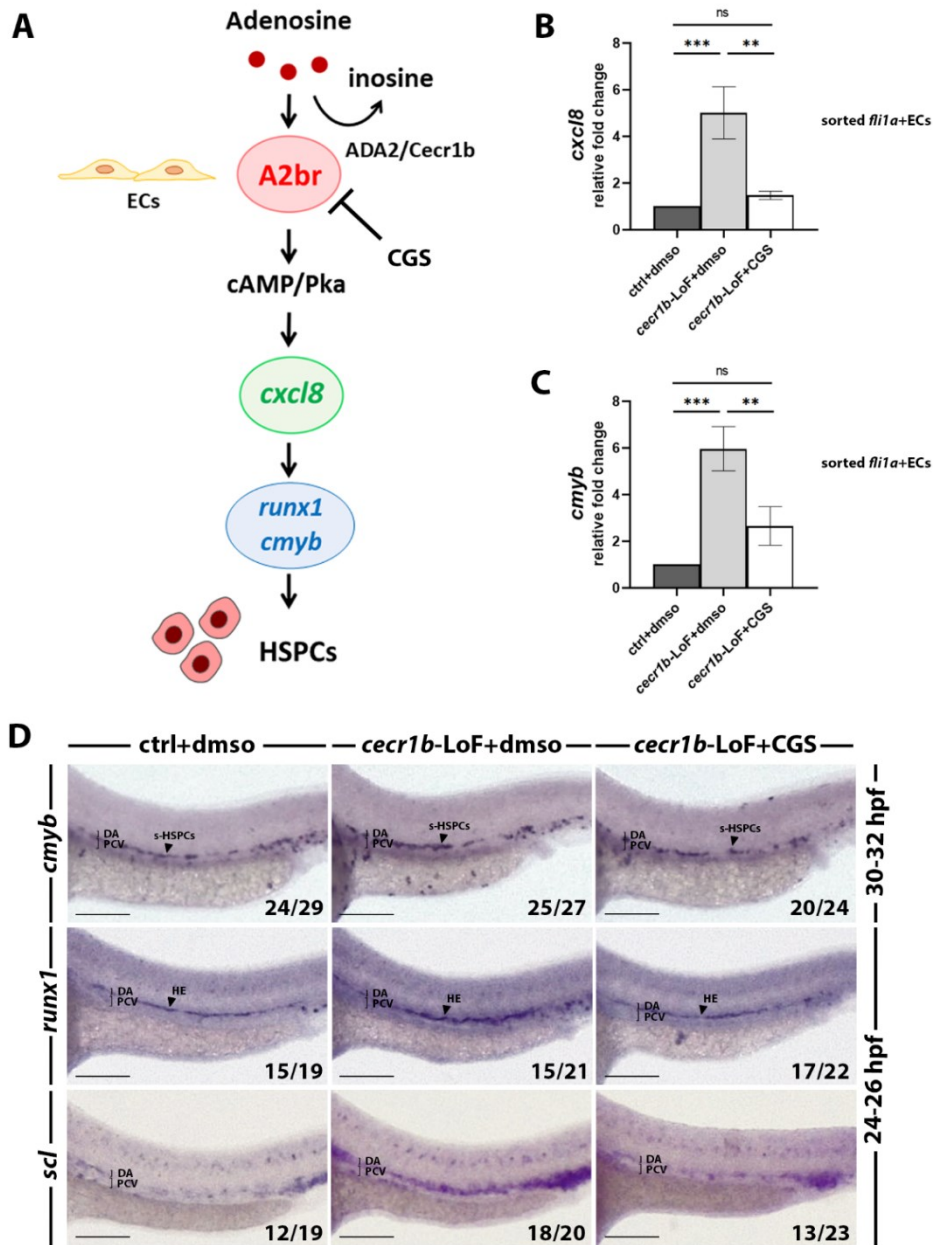 A
Adenosine
inosine
ADA2/Cecr1b
A2br
ECs
CGS
cAMP/Pka
cxcl8
runx1
cmyb
HSPCs
B
ns
*** **
8
6
4
2
0
cxcl8
relative fold change
sorted fli1a+ECs
ctrl+dmso
cecr1b-LoF+dmso
cecr1b-LoF+CGS
C
ns
*** **
8
6
4
2
0
cmyb
relative fold change
sorted fli1a+ECs
ctrl+dmso
cecr1b-LoF+dmso
cecr1b-LoF+CGS
D
ctrl+dmso cecr1b-LoF+dmso cecr1b-LoF+CGS
cmyb
DA
PCV
s-HSPCs
24/29
DA
PCV
s-HSPCs
25/27
DA
PCV
s-HSPCs
20/24
30-32 hpf
runx1
DA
PCV
HE
15/19
DA
PCV
HE
15/21
DA
PCV
HE
17/22
24-26 hpf
scl
DA
PCV
12/19
DA
PCV
18/20
DA
PCV
13/23